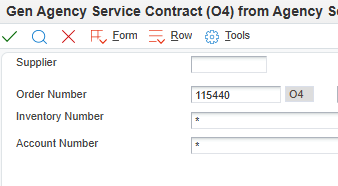 Gen Agency Service Contract (O4) from Agency
Form Row Tools
Supplier
Order Number 115440 O4
Inventory Number *
Account Number *